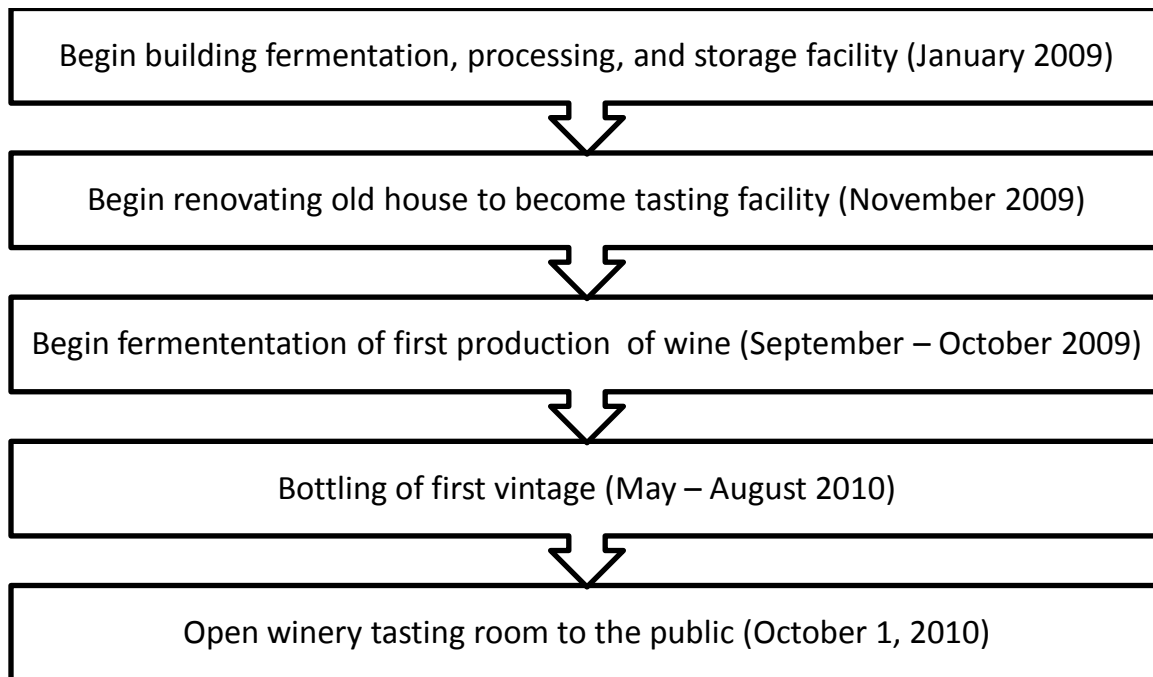 Begin building fermentation, processing, and storage facility (January 2009)
Begin renovating old house to become tasting facility (November 2009)
Begin fermententation of first production  of wine (September – October 2009)
Bottling of first vintage (May – August 2010)
Open winery tasting room to the public (October 1, 2010)